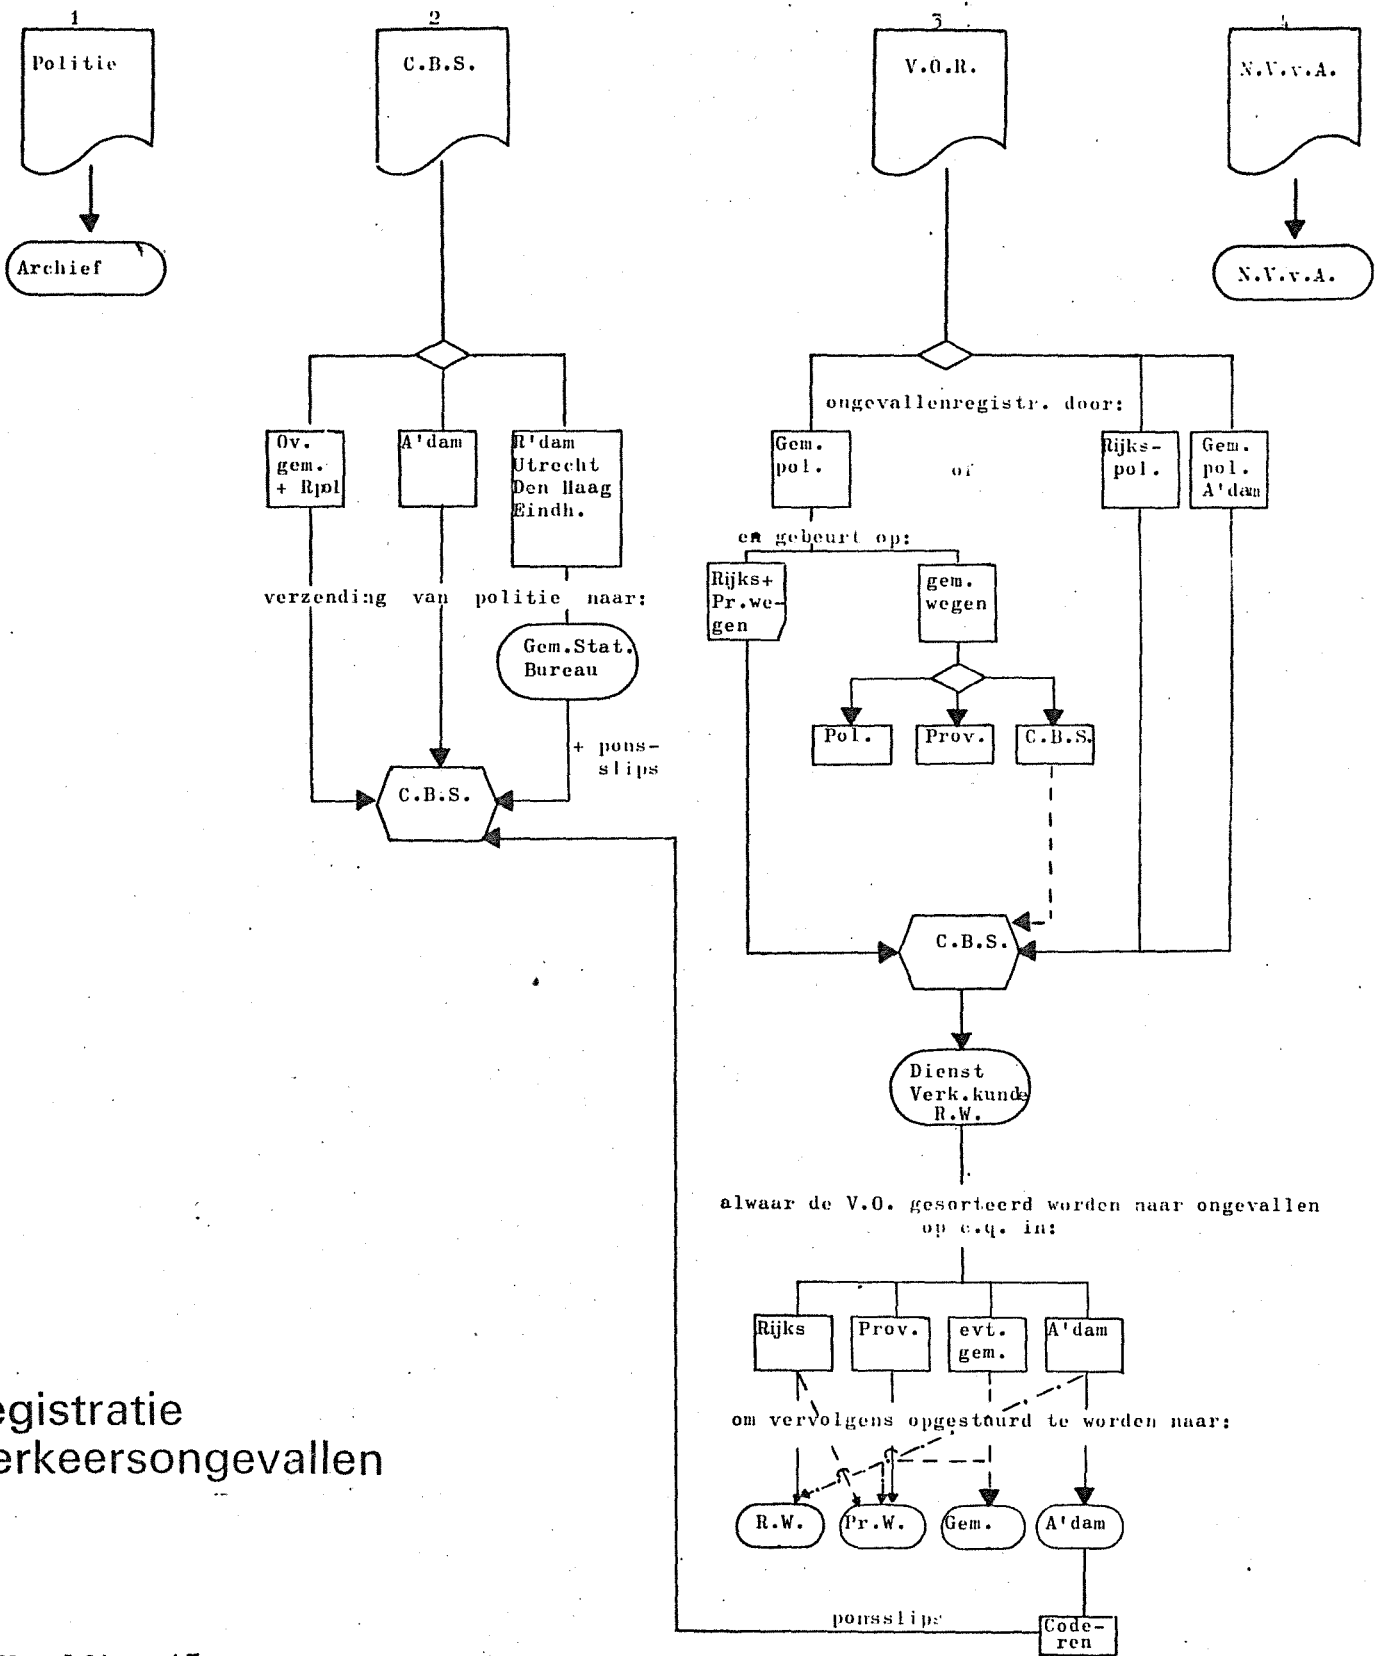 1
2
3
4
Politie
C.B.S.
V.O.R.
N.V.v.A.
Archief
N.V.v.A.
ongevallenregistr. door:
Ov.
gem.
+ Rpol
A'dam
R'dam
Utrecht
Den Haag
Eindh.
Gem.
pol.
of
Rijks-
pol.
Gem.
pol.
A'dam
en gebeurt op:
Rijks+
Pr.we-
gen
gem.
wegen
verzending van politie naar:
Gem.Stat.
Bureau
+ pons-
slips
Pol.
Prov.
C.B.S.
C.B.S.
C.B.S.
Dienst
Verk.kunde
R.W.
alwaar de V.O. gesorteerd worden naar ongevallen
op c.q. in:
Rijks
Prov.
evt.
gem.
A'dam
om vervolgens opgestuurd te worden naar:
R.W.
Pr.W.
Gem.
A'dam
egistratie
erkeersongevallen
ponsslips
Code-
ren